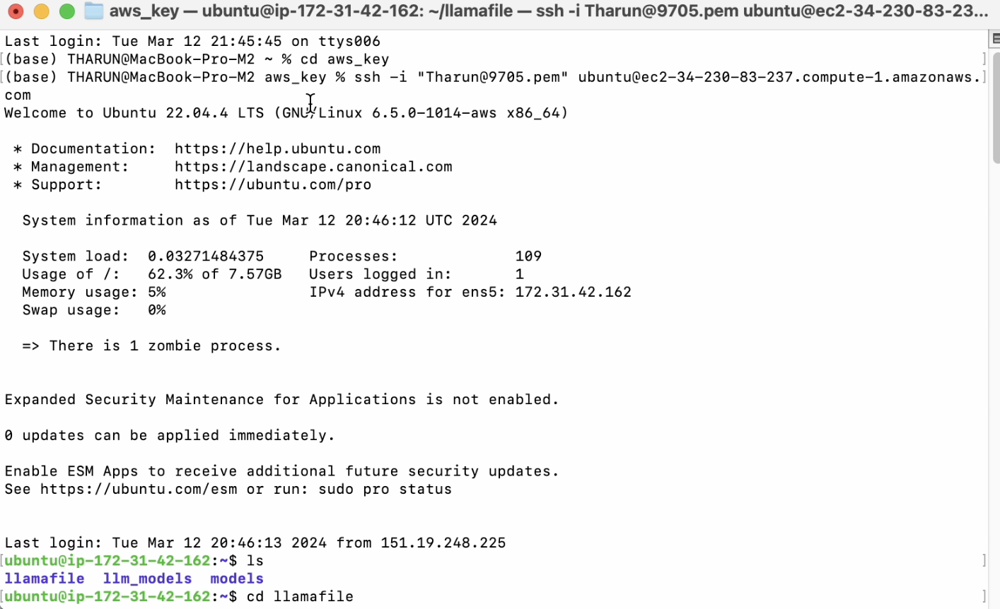 aws_key — ubuntu@ip-172-31-42-162: ~/llamafile — ssh -i Tharun@9705.pem ubuntu@ec2-34-230-83-23...
Last login: Tue Mar 12 21:45:45 on ttys006
[(base) THARUN@MacBook-Pro-M2 ~ % cd aws_key ]
[(base) THARUN@MacBook-Pro-M2 aws_key % ssh -i "Tharun@9705.pem" ubuntu@ec2-34-230-83-237.compute-1.amazonaws.]
com
Welcome to Ubuntu 22.04.4 LTS (GNU/Linux 6.5.0-1014-aws x86_64)
* Documentation: https://help.ubuntu.com
* Management: https://landscape.canonical.com
* Support: https://ubuntu.com/pro
System information as of Tue Mar 12 20:46:12 UTC 2024
System load: 0.03271484375 Processes: 109
Usage of /: 62.3% of 7.57GB Users logged in: 1
Memory usage: 5% IPv4 address for ens5: 172.31.42.162
Swap usage: 0%
=> There is 1 zombie process.
Expanded Security Maintenance for Applications is not enabled.
0 updates can be applied immediately.
Enable ESM Apps to receive additional future security updates.
See https://ubuntu.com/esm or run: sudo pro status
Last login: Tue Mar 12 20:46:13 2024 from 151.19.248.225
[ubuntu@ip-172-31-42-162:~$ ls ]
llamafile llm_models models
[ubuntu@ip-172-31-42-162:~$ cd llamafile ]